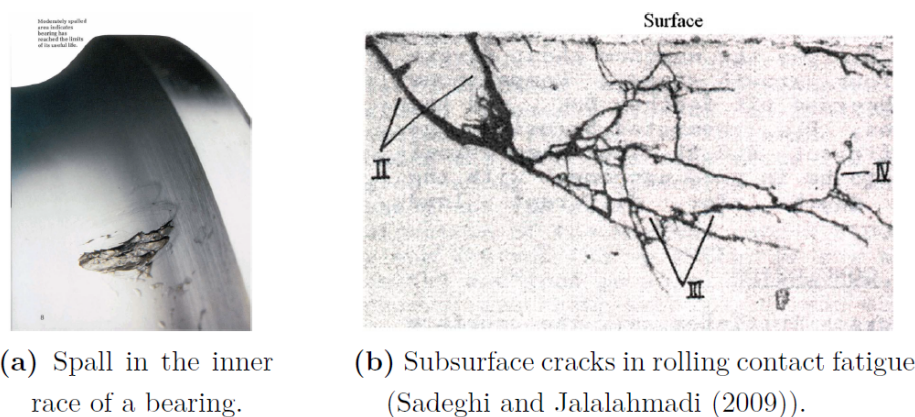 Moderately spalled
area indicates
bearing has
reached the limits
of its useful life.
8
Surface
II
III
IV
(a) Spall in the inner
race of a bearing.
(b) Subsurface cracks in rolling contact fatigue
(Sadeghi and Jalalahmadi (2009)).